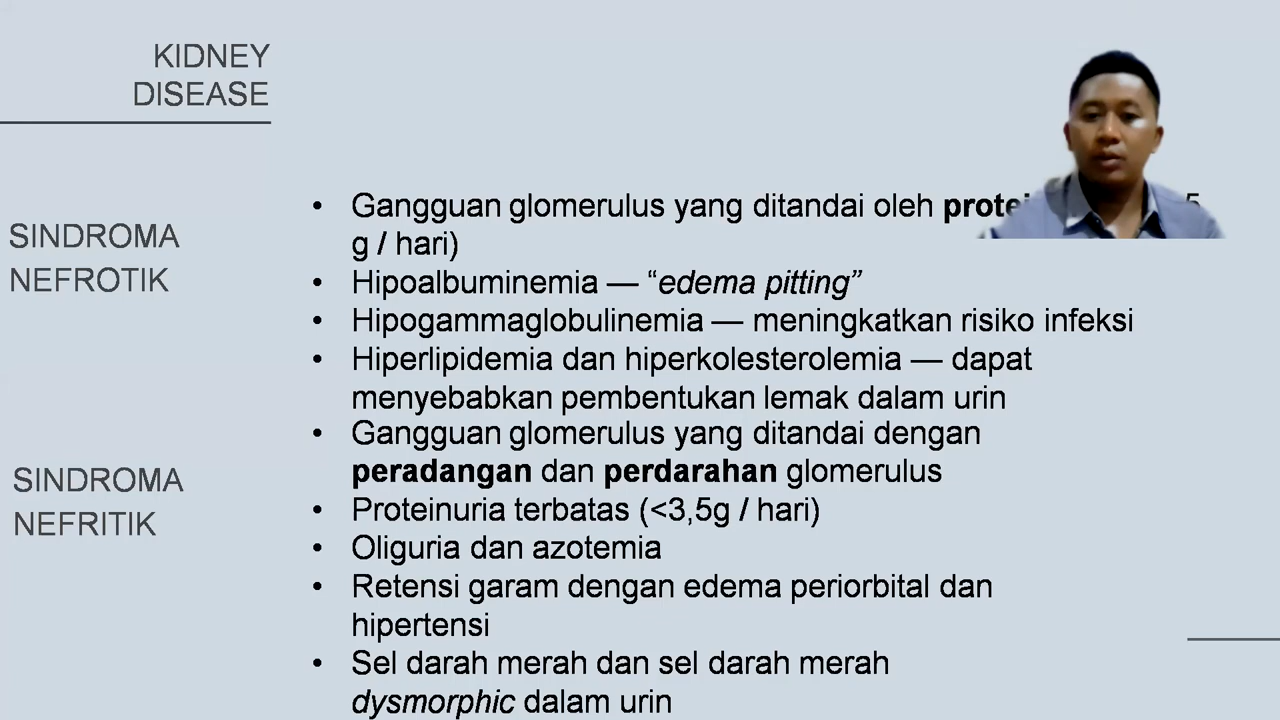 KIDNEY
DISEASE
SINDROMA
NEFROTIK
• Gangguan glomerulus yang ditandai oleh
g / hari)
• Hipoalbuminemia — “edema pitting”
• Hipogammaglobulinemia — meningkatkan risiko infeksi
• Hiperlipidemia dan hiperkolesterolemia — dapat
menyebabkan pembentukan lemak dalam urin
SINDROMA
NEFRITIK
• Gangguan glomerulus yang ditandai dengan
peradangan dan perdarahan glomerulus
• Proteinuria terbatas (<3,5g / hari)
• Oliguria dan azotemia
• Retensi garam dengan edema periorbital dan
hipertensi
• Sel darah merah dan sel darah merah
dysmorphic dalam urin